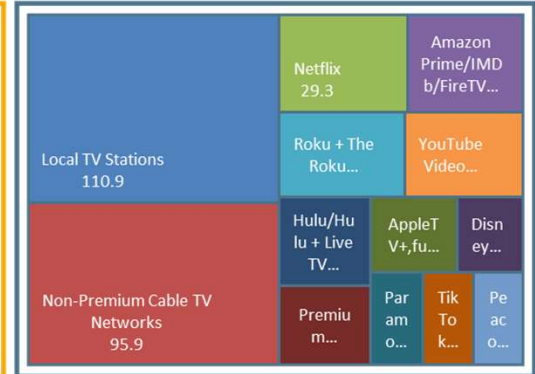 Local TV Stations
110.9
Non-Premium Cable TV
Networks
95.9
Netflix
29.3
Amazon
Prime/IMD
b/FireTV...
Roku + The
Roku...
YouTube
Video...
Hulu/Hu
lu + Live
TV...
AppleT
V+,fu...
Disn
ey...
Premiu
m...
Par
am
o...
Tik
To
k...
Pe
ac
o...